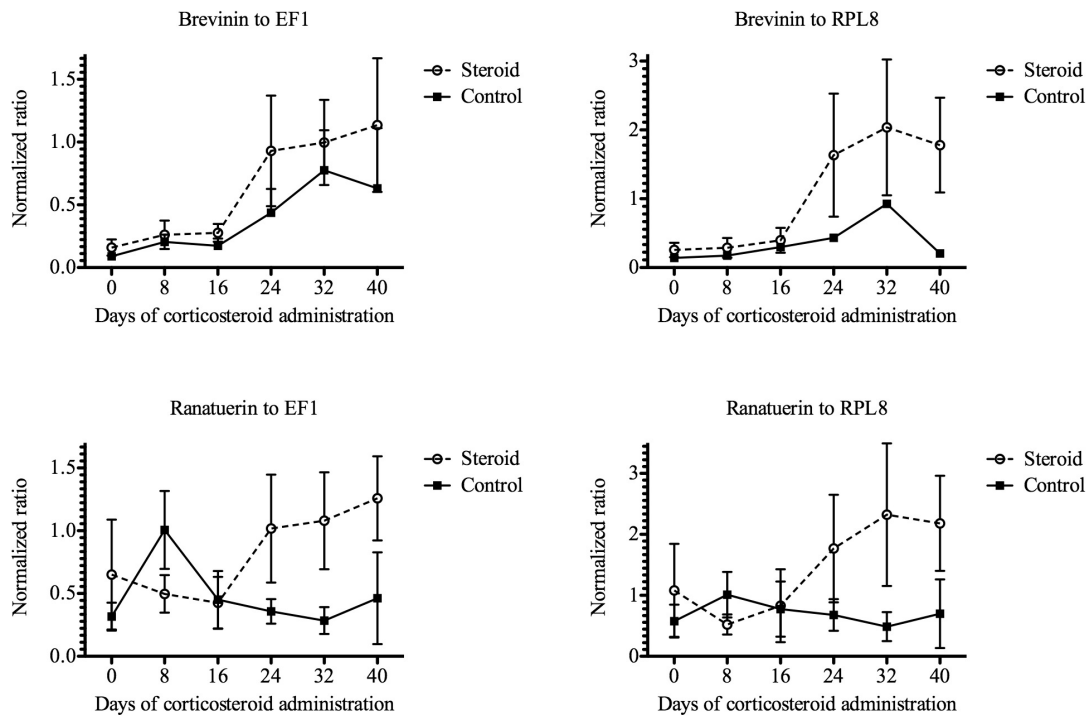 Brevinin to EF1
Normalized ratio
1.5
1.0
0.5
0.0
0 8 16 24 32 40
Days of corticosteroid administration
Steroid
Control
Brevinin to RPL8
Normalized ratio
3
2
1
0
0 8 16 24 32 40
Days of corticosteroid administration
Steroid
Control
Ranatuerin to EF1
Normalized ratio
1.5
1.0
0.5
0.0
0 8 16 24 32 40
Days of corticosteroid administration
Steroid
Control
Ranatuerin to RPL8
Normalized ratio
3
2
1
0
0 8 16 24 32 40
Days of corticosteroid administration
Steroid
Control